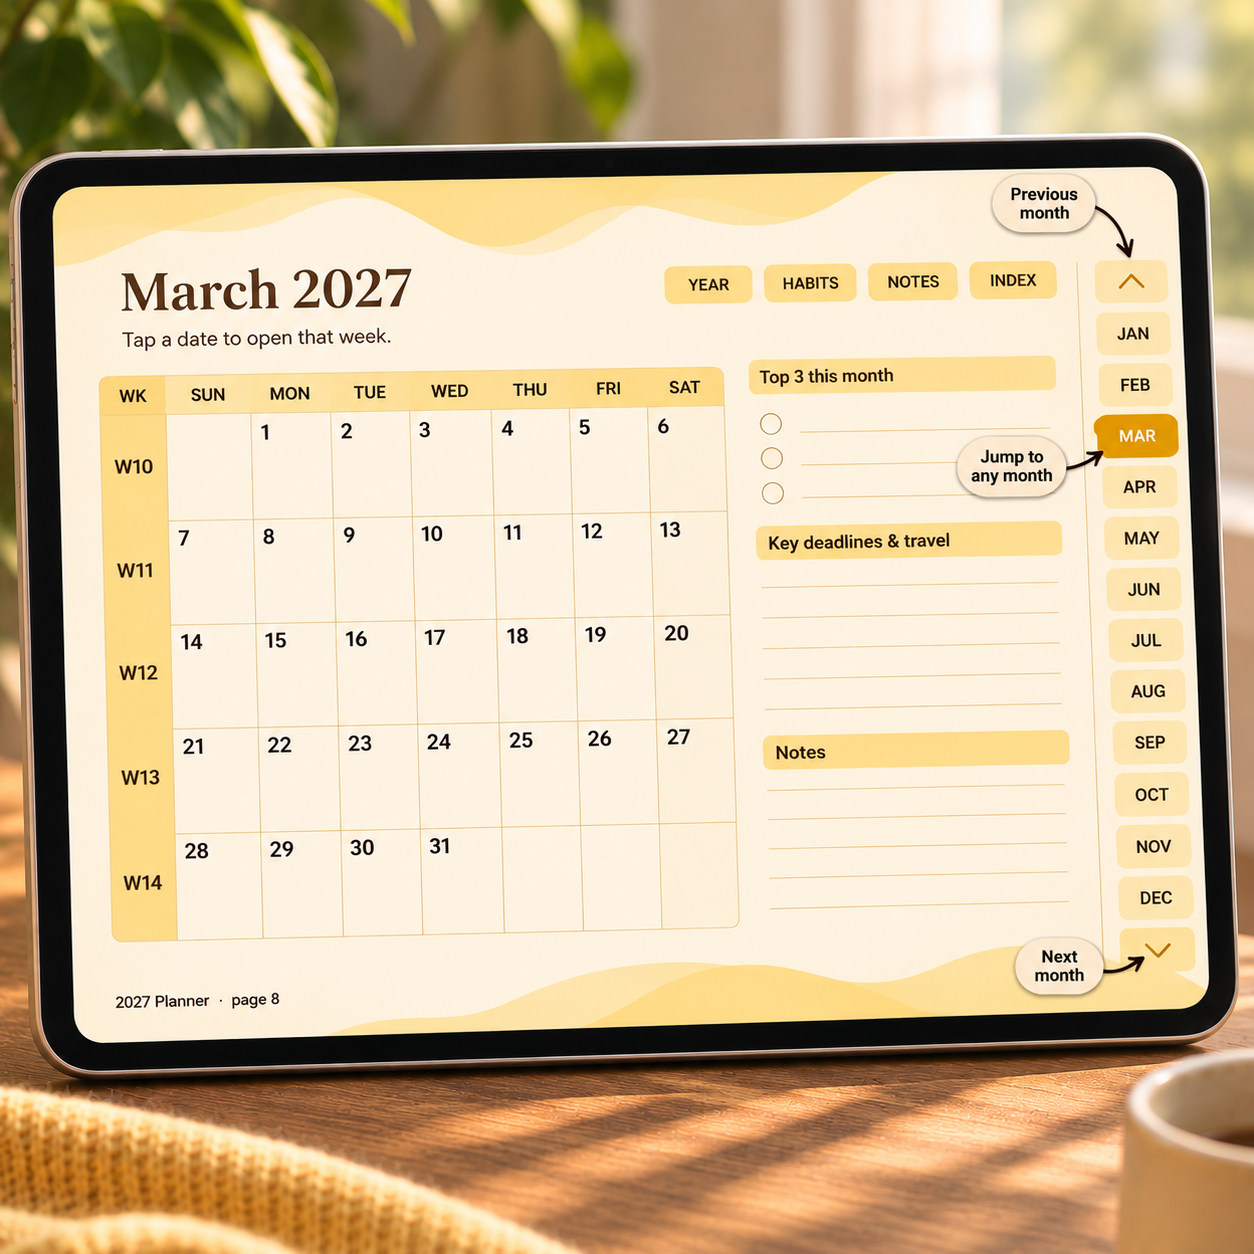 Previous
month
March 2027
YEAR HABITS NOTES INDEX
Tap a date to open that week.
WK SUN MON TUE WED THU FRI SAT
W10 1 2 3 4 5 6
W11 7 8 9 10 11 12 13
W12 14 15 16 17 18 19 20
W13 21 22 23 24 25 26 27
W14 28 29 30 31
Top 3 this month
Key deadlines & travel
Notes
JAN
FEB
MAR
Jump to
any month
APR
MAY
JUN
JUL
AUG
SEP
OCT
NOV
DEC
Next
month
2027 Planner · page 8